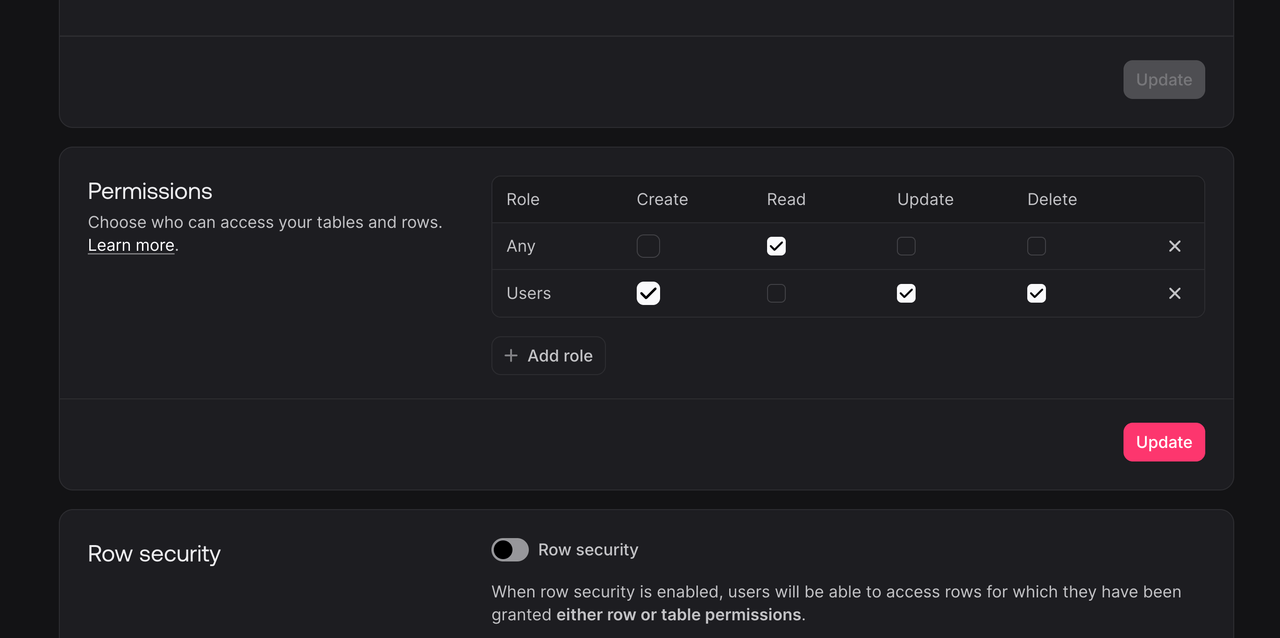 Update
Permissions
Choose who can access your tables and rows.
Learn more.
Role Create Read Update Delete
Any
Users
Add role
Update
Row security
Row security
When row security is enabled, users will be able to access rows for which they have been
granted either row or table permissions.